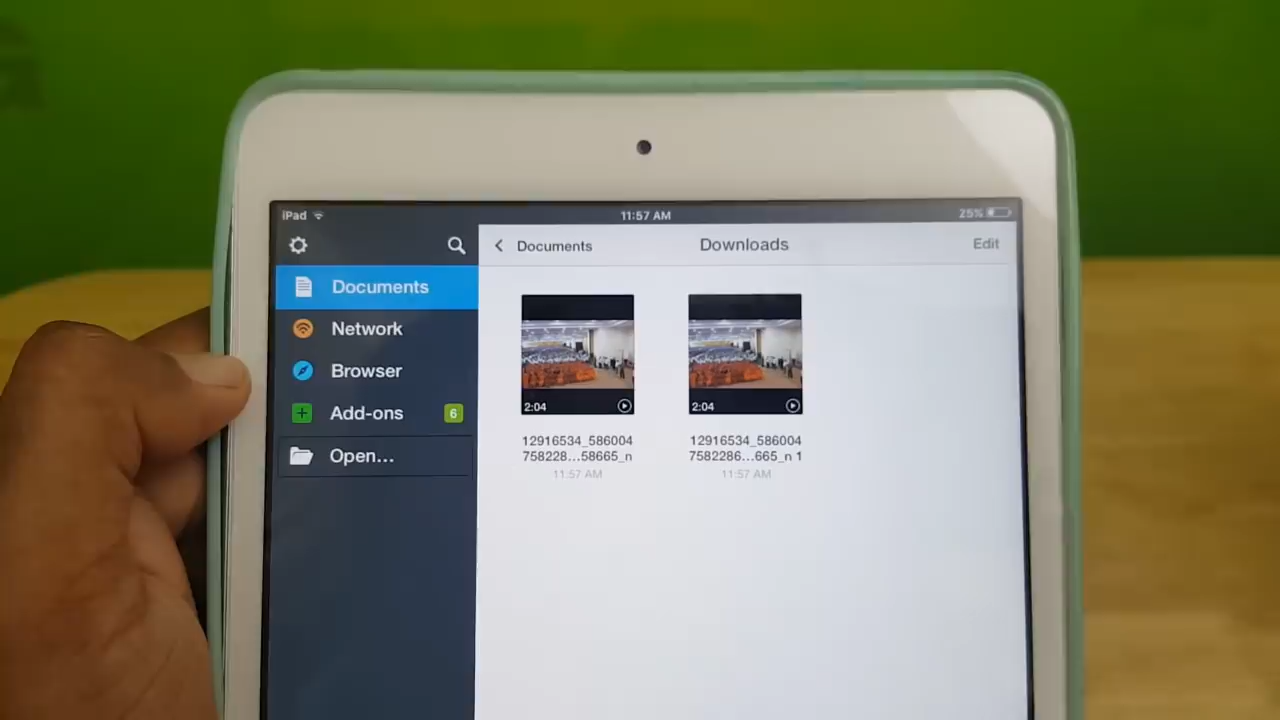 iPad
11:57 AM
25%
Documents
Downloads
Edit
Documents
Network
Browser
Add-ons
6
Open...
2:04
2:04
12916534_586004
758228...58665_n
11:57 AM
12916534_586004
7582286...665_n 1
11:57 AM